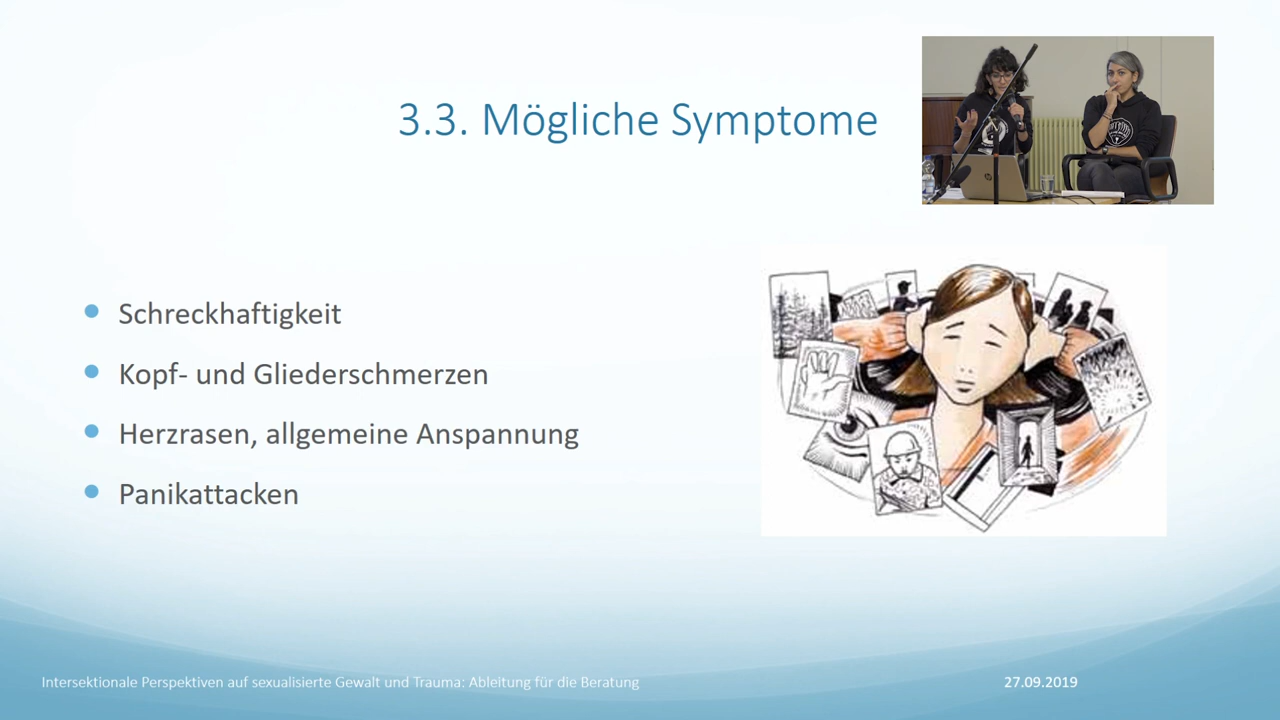 3.3. Mögliche Symptome
Schreckhaftigkeit
Kopf- und Gliederschmerzen
Herzrasen, allgemeine Anspannung
Panikattacken
Intersektionale Perspektiven auf sexualisierte Gewalt und Trauma: Ableitung für die Beratung
27.09.2019